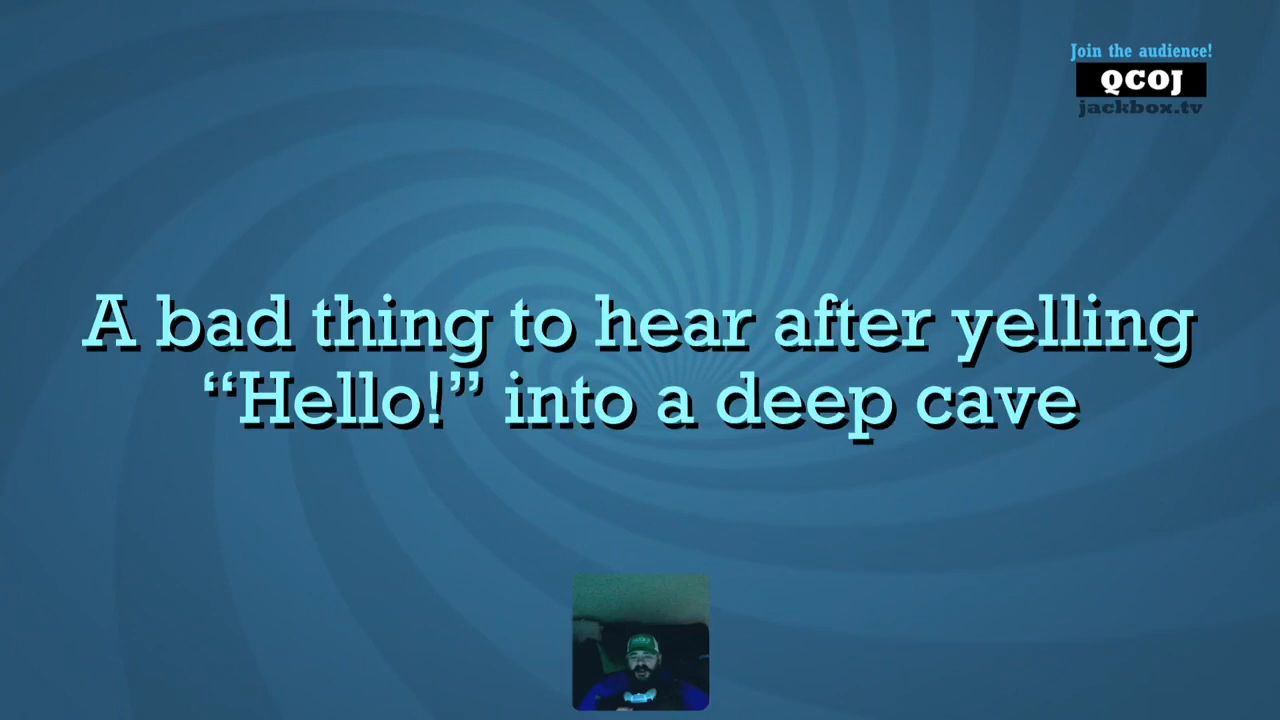 Join the audience!
QCOJ
jackbox.tv
A bad thing to hear after yelling
“Hello!” into a deep cave